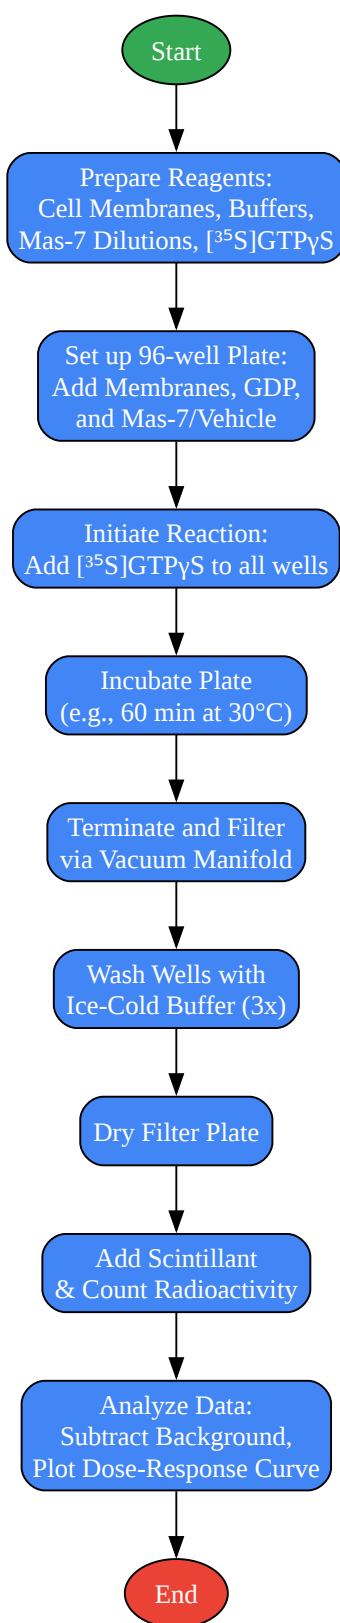 Start
Prepare Reagents:
Cell Membranes, Buffers,
Mas-7 Dilutions, [³⁵S]GTPγS
Set up 96-well Plate:
Add Membranes, GDP,
and Mas-7/Vehicle
Initiate Reaction:
Add [³⁵S]GTPγS to all wells
Incubate Plate
(e.g., 60 min at 30°C)
Terminate and Filter
via Vacuum Manifold
Wash Wells with
Ice-Cold Buffer (3x)
Dry Filter Plate
Add Scintillant
& Count Radioactivity
Analyze Data:
Subtract Background,
Plot Dose-Response Curve
End